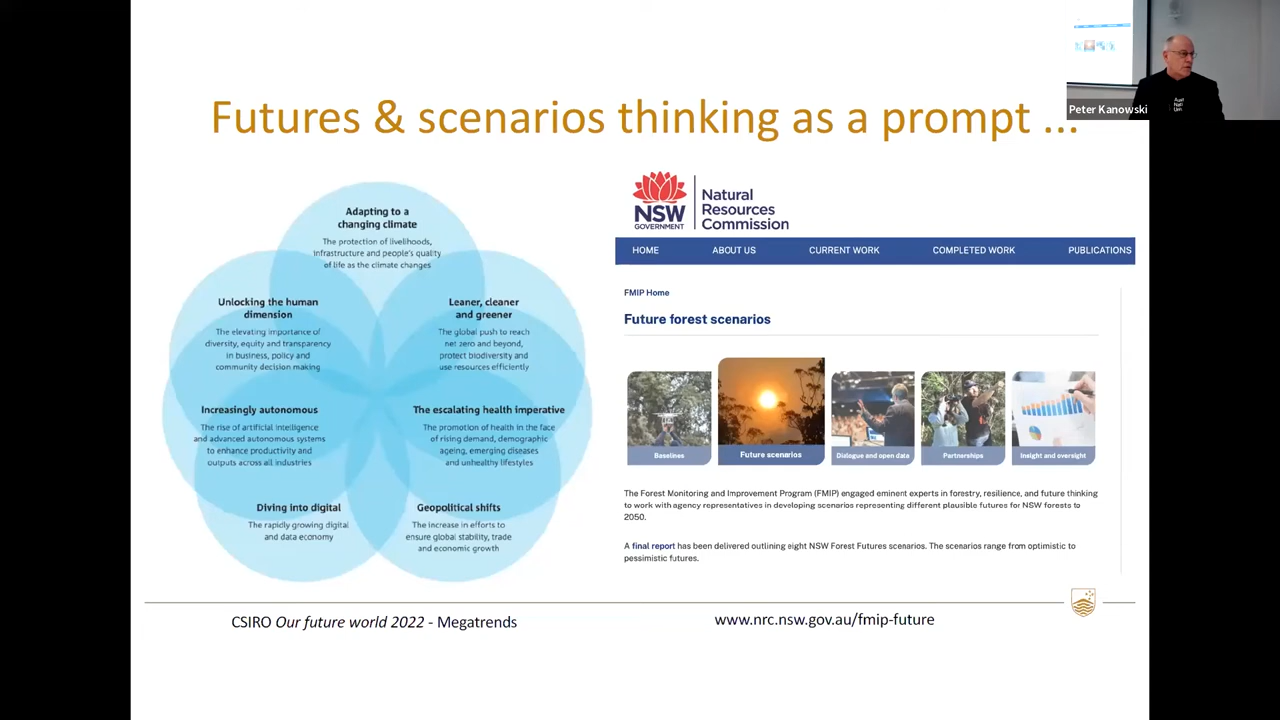 Futures & scenarios thinking as a prompt ...
Peter Kanowski
Adapting to a
changing climate
The protection of livelihoods,
infrastructure and people's quality
of life as the climate changes
Unlocking the human
dimension
The elevating importance of
diversity, equity and transparency
in business, policy and
community decision making
Leaner, cleaner
and greener
The global push to reach
net zero and beyond,
protect biodiversity and
use resources efficiently
Increasingly autonomous
The rise of artificial intelligence
and advanced autonomous systems
to enhance productivity and
outputs across all industries
The escalating health imperative
The promotion of health in the face
of rising demand, demographic
ageing, emerging diseases
and unhealthy lifestyles
Diving into digital
The rapidly growing digital
and data economy
Geopolitical shifts
The increase in efforts to
ensure global stability, trade
and economic growth
CSIRO Our future world 2022 - Megatrends
NSW
GOVERNMENT
Natural
Resources
Commission
HOME ABOUT US CURRENT WORK COMPLETED WORK PUBLICATIONS
FMIP Home
Future forest scenarios
Baselines Future scenarios Dialogue and open data Partnerships Insight and oversight
The Forest Monitoring and Improvement Program (FMIP) engaged eminent experts in forestry, resilience, and future thinking
to work with agency representatives in developing scenarios representing different plausible futures for NSW forests to
2050.
A final report has been delivered outlining eight NSW Forest Futures scenarios. The scenarios range from optimistic to
pessimistic futures.
www.nrc.nsw.gov.au/fmip-future